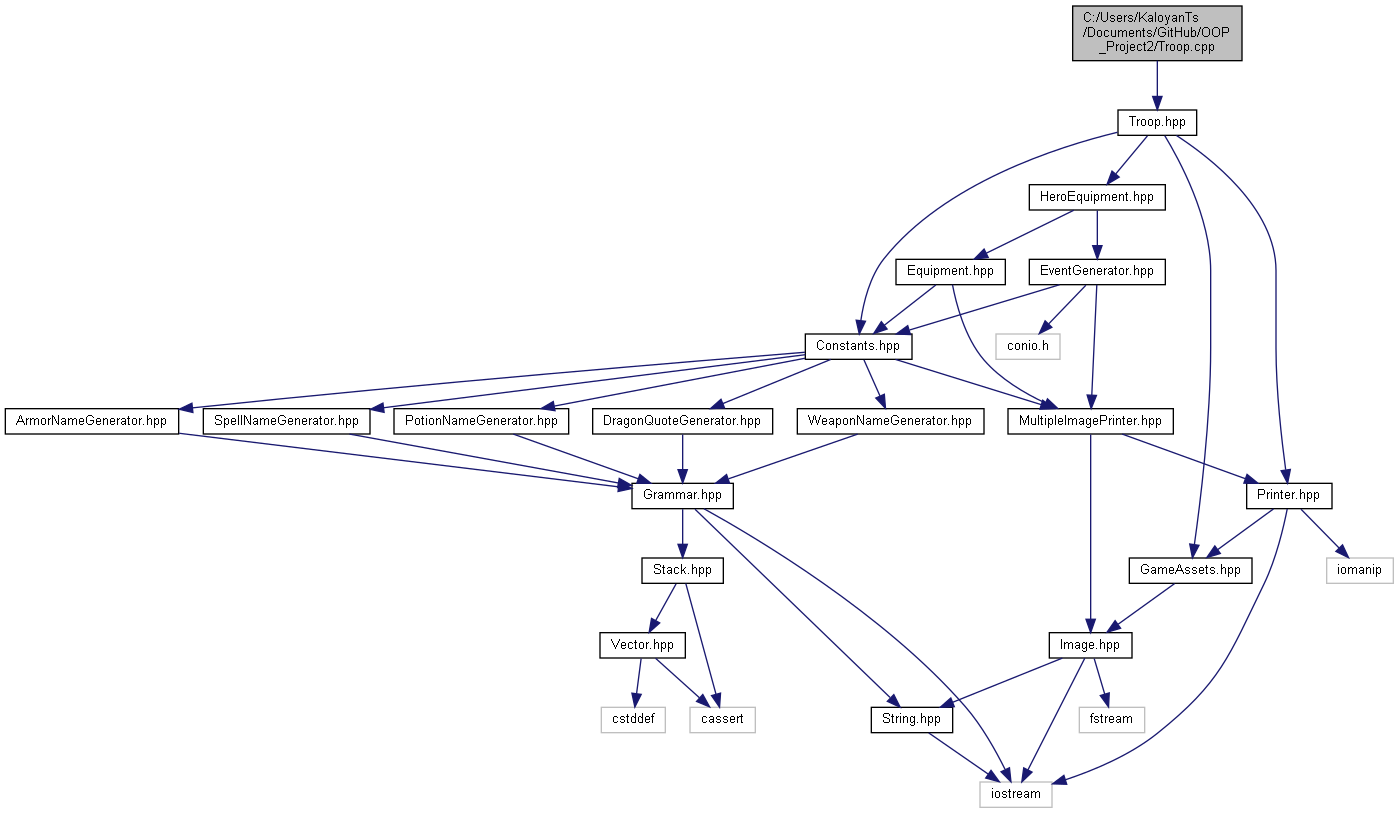 C:/Users/KaloyanTs
/Documents/GitHub/OOP
_Project2/Troop.cpp
Troop.hpp
HeroEquipment.hpp
Equipment.hpp
EventGenerator.hpp
Constants.hpp
conio.h
ArmorNameGenerator.hpp
SpellNameGenerator.hpp
PotionNameGenerator.hpp
DragonQuoteGenerator.hpp
WeaponNameGenerator.hpp
MultipleImagePrinter.hpp
Grammar.hpp
Printer.hpp
Stack.hpp
GameAssets.hpp
iomanip
Vector.hpp
Image.hpp
cstddef
cassert
String.hpp
fstream
iostream